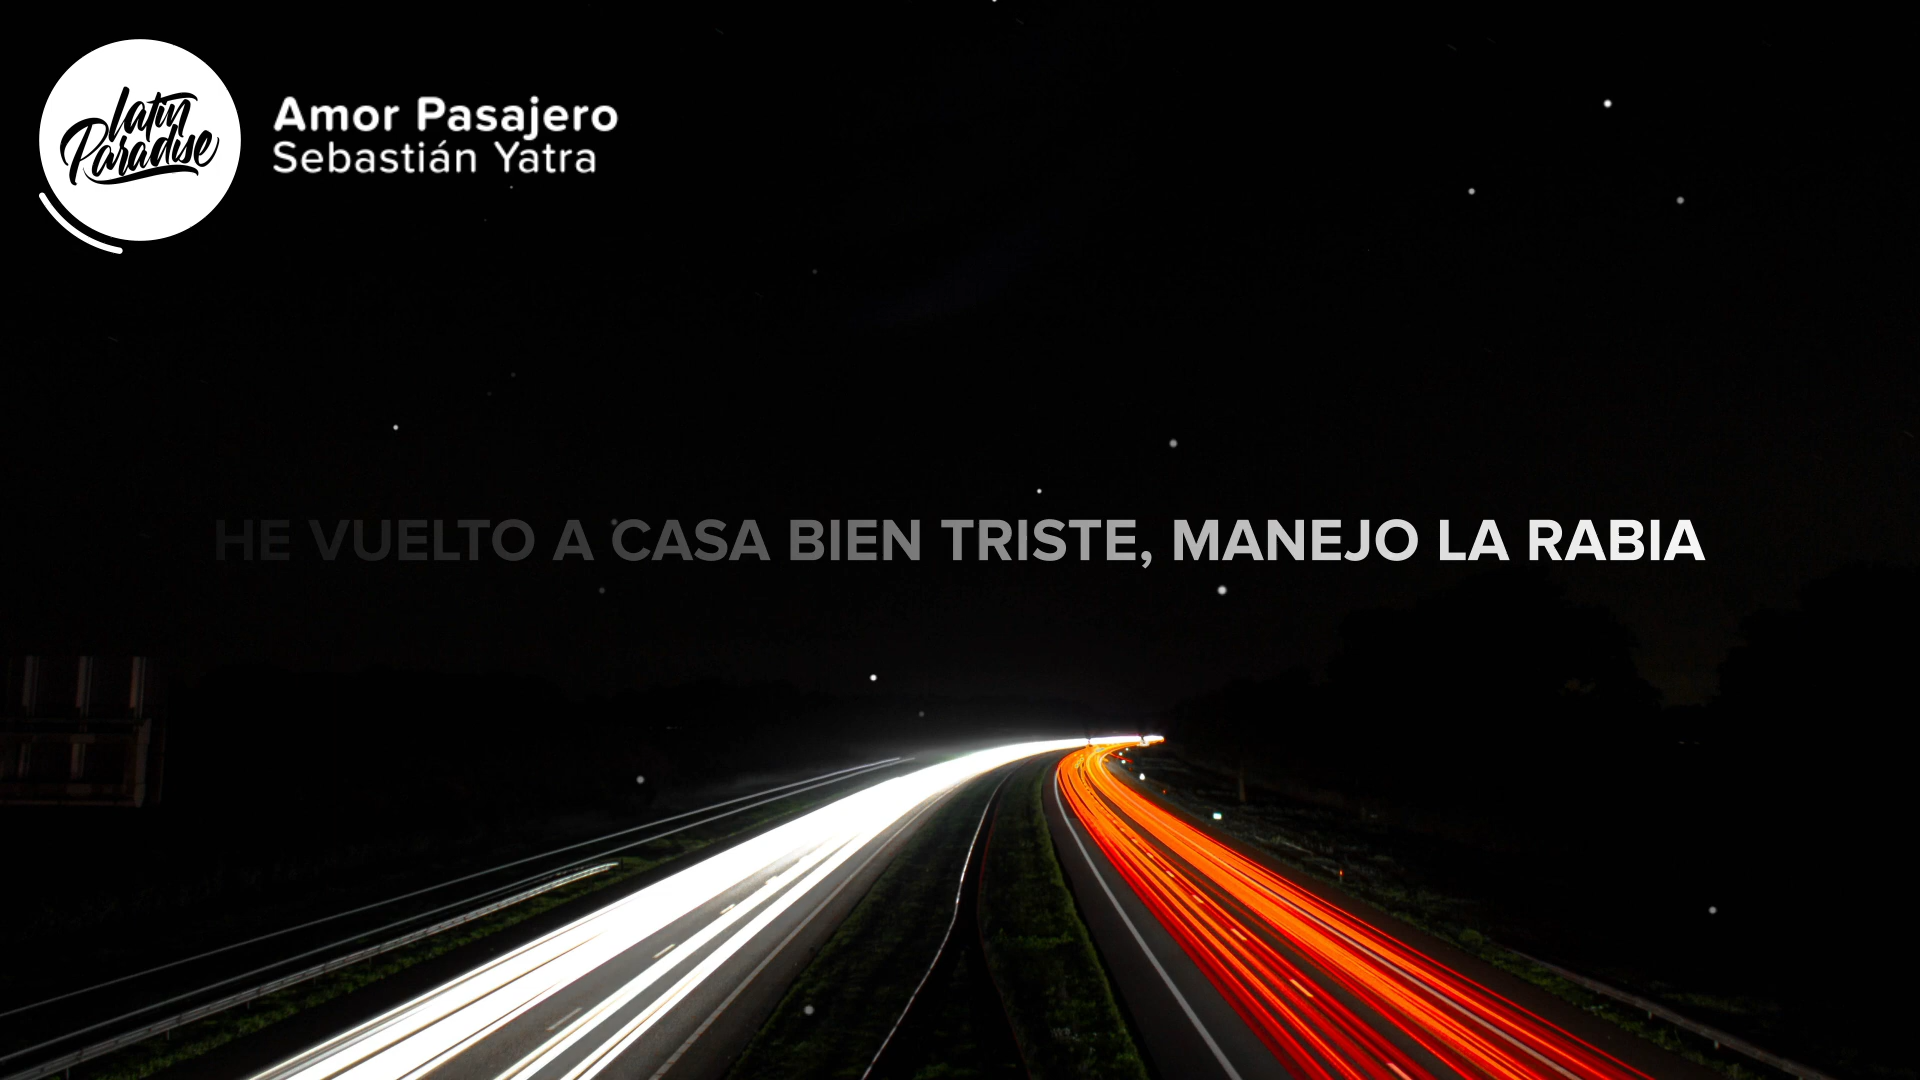 Latin
Paradise
Amor Pasajero
Sebastián Yatra
HE VUELTO A CASA BIEN TRISTE, MANEJO LA RABIA